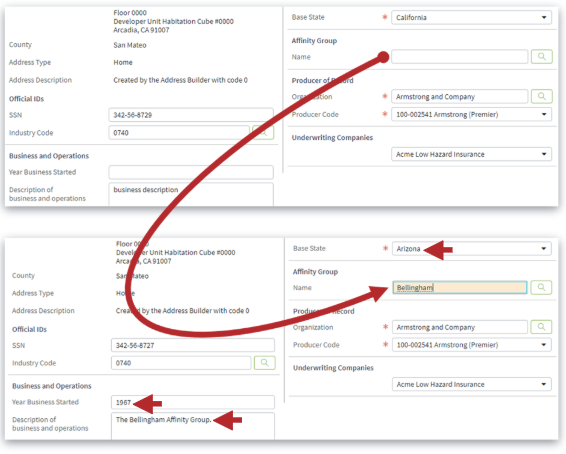 Floor 0000
Developer Unit Habitation Cube #0000
Arcadia, CA 91007
County San Mateo
Address Type Home
Address Description Created by the Address Builder with code 0
Official IDs
SSN 342-56-8729
Industry Code 0740
Business and Operations
Year Business Started
Description of
business and operations
business description
Base State * California
Affinity Group
Name
Producer of Record
Organization * Armstrong and Company
Producer Code * 100-002541 Armstrong (Premier)
Underwriting Companies
Acme Low Hazard Insurance
Floor 0000
Developer Unit Habitation Cube #0000
Arcadia, CA 91007
County San Mateo
Address Type Home
Address Description Created by the Address Builder with code 0
Official IDs
SSN 342-56-8727
Industry Code 0740
Business and Operations
Year Business Started 1967
Description of
business and operations
The Bellingham Affinity Group.
Base State * Arizona
Affinity Group
Name Bellingham
Producer of Record
Organization * Armstrong and Company
Producer Code * 100-002541 Armstrong (Premier)
Underwriting Companies
Acme Low Hazard Insurance